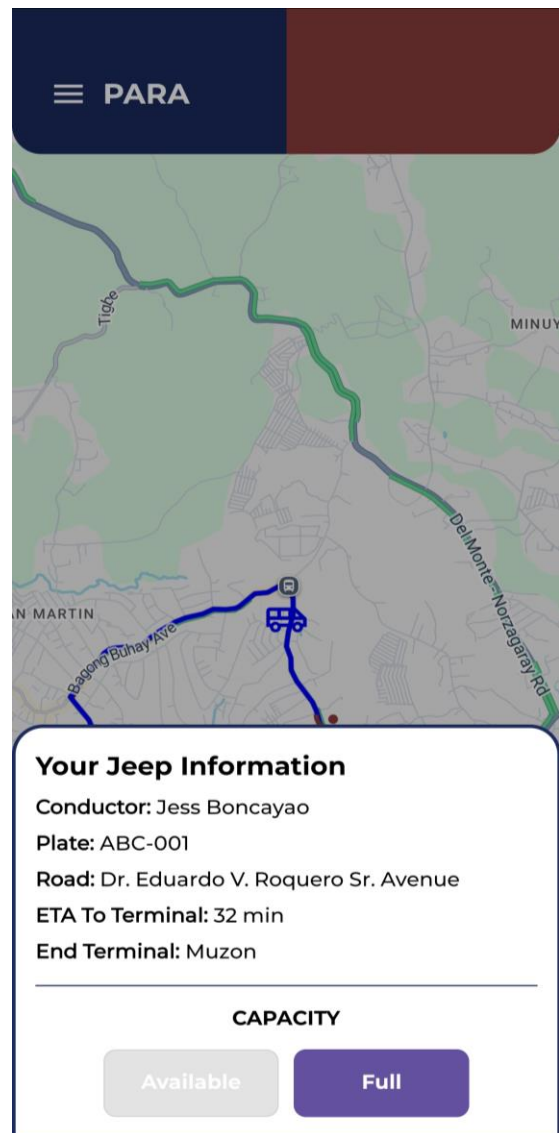 PARA
Tigbe
MINUY
Del Monte - Norzagaray Rd
AN MARTIN
Bagong Buhay Ave
Your Jeep Information
Conductor: Jess Boncayao
Plate: ABC-001
Road: Dr. Eduardo V. Roquero Sr. Avenue
ETA To Terminal: 32 min
End Terminal: Muzon
CAPACITY
Available
Full